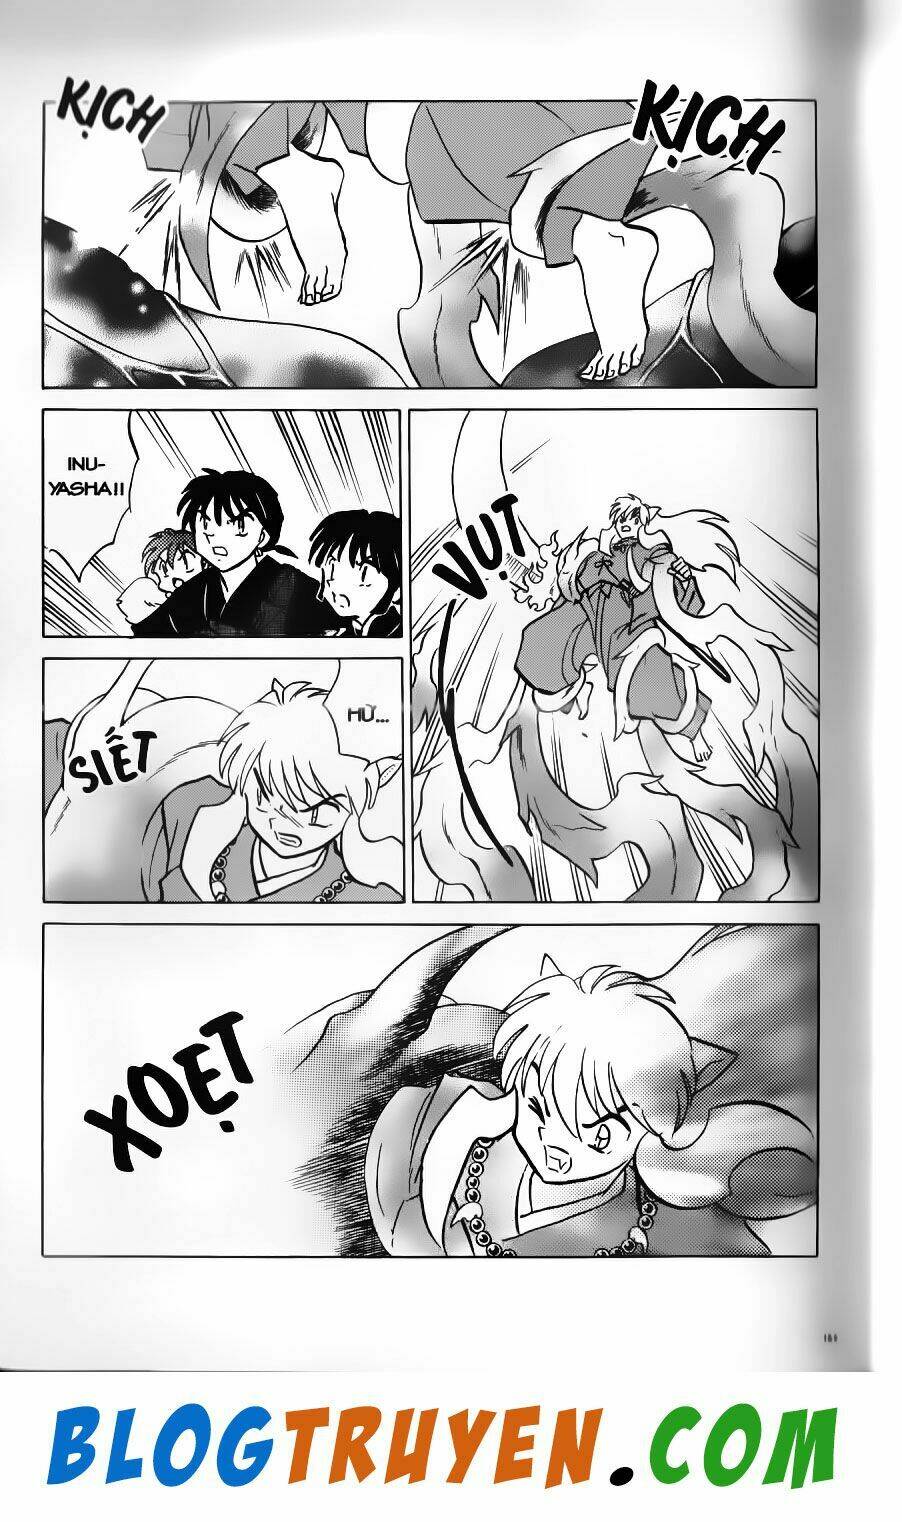 KỊCH
KỊCH
INU-
YASHA!!
VỤT
HỪ...
SIẾT
XOẸT
BLOGTRUYEN.COM